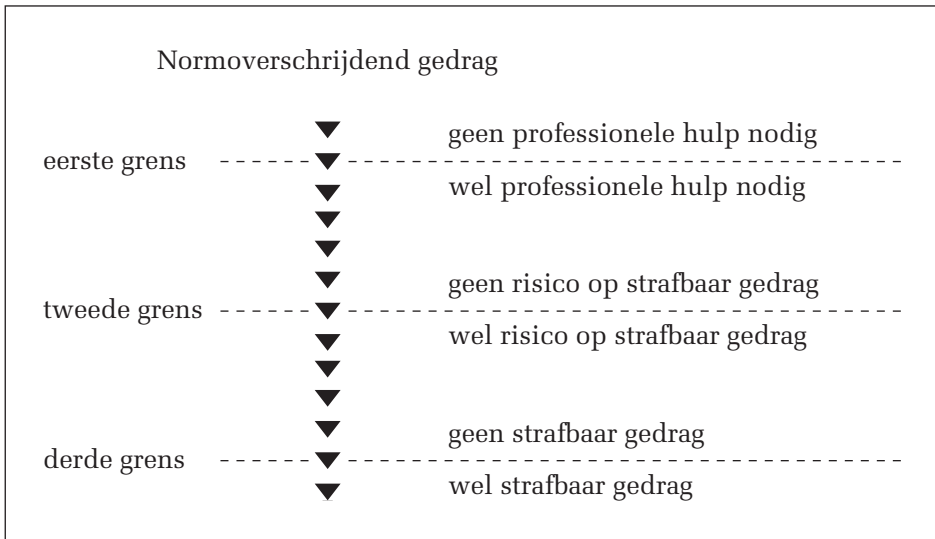 Normoverschrijdend gedrag
geen professionele hulp nodig
eerste grens
wel professionele hulp nodig
geen risico op strafbaar gedrag
tweede grens
wel risico op strafbaar gedrag
geen strafbaar gedrag
derde grens
wel strafbaar gedrag